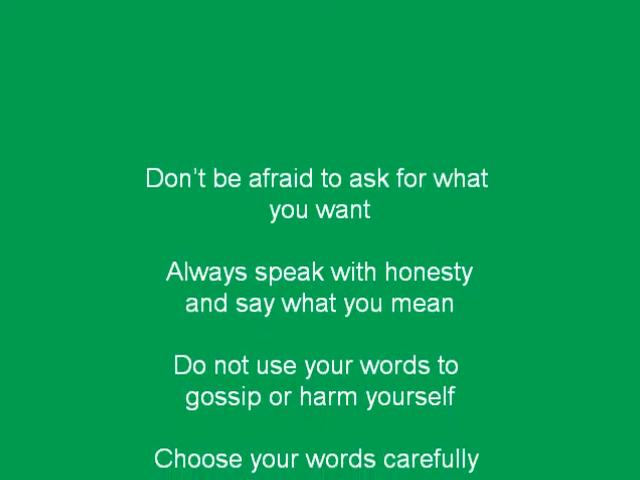 Don't be afraid to ask for what
you want
Always speak with honesty
and say what you mean
Do not use your words to
gossip or harm yourself
Choose your words carefully